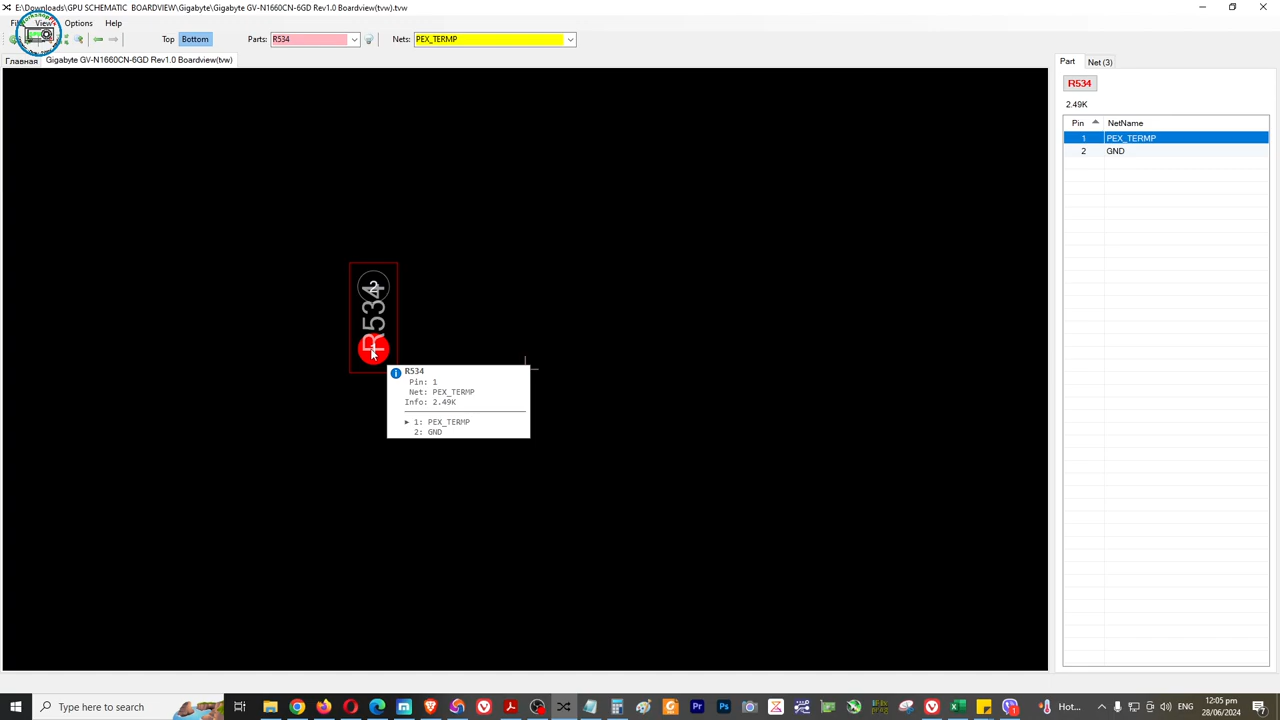 E:\Downloads\GPU SCHEMATIC BOARDVIEW\Gigabyte\Gigabyte GV-N1660CN-6GD Rev1.0 Boardview(tvw).tvw
View Options Help
Top Bottom Parts: R534 Nets: PEX_TERMP
Главная Gigabyte GV-N1660CN-6GD Rev1.0 Boardview(tvw)
Part Net (3)
R534
2.49K
Pin NetName
1 PEX_TERMP
2 GND
2
R534
1
R534
Pin: 1
Net: PEX_TERMP
Info: 2.49K
1: PEX_TERMP
2: GND
Type here to search
Hot...
ENG
12:05 pm
28/06/2024